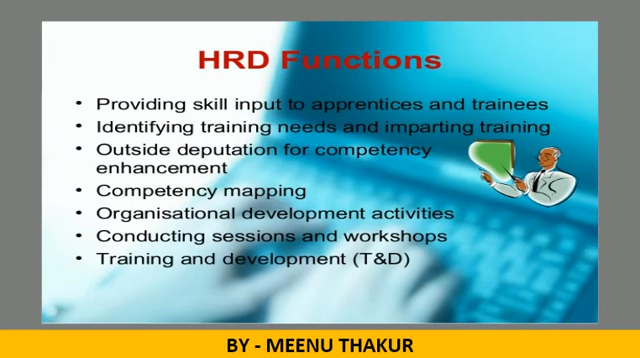 HRD Functions
• Providing skill input to apprentices and trainees
• Identifying training needs and imparting training
• Outside deputation for competency
enhancement
• Competency mapping
• Organisational development activities
• Conducting sessions and workshops
• Training and development (T&D)
BY - MEENU THAKUR